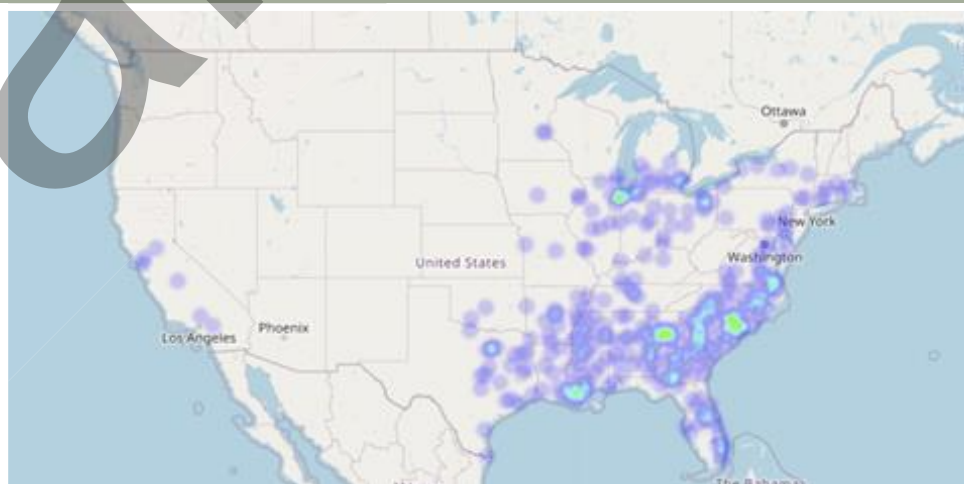 Ottawa
New York
Washington
United States
Phoenix
Los Angeles
The Bahamas